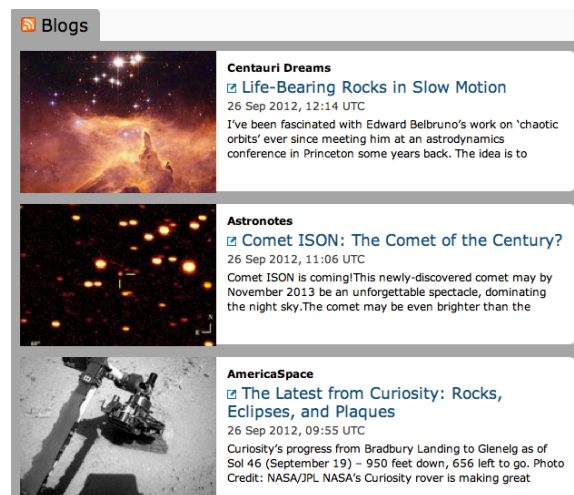 Blogs
Centauri Dreams
Life-Bearing Rocks in Slow Motion
26 Sep 2012, 12:14 UTC
I've been fascinated with Edward Belbruno's work on ‘chaotic
orbits’ ever since meeting him at an astrodynamics
conference in Princeton some years back. The idea is to
Astronotes
Comet ISON: The Comet of the Century?
26 Sep 2012, 11:06 UTC
Comet ISON is coming!This newly-discovered comet may by
November 2013 be an unforgettable spectacle, dominating
the night sky.The comet may be even brighter than the
AmericaSpace
The Latest from Curiosity: Rocks,
Eclipses, and Plaques
26 Sep 2012, 09:55 UTC
Curiosity's progress from Bradbury Landing to Glenelg as of
Sol 46 (September 19) – 950 feet down, 656 left to go. Photo
Credit: NASA/JPL NASA's Curiosity rover is making great